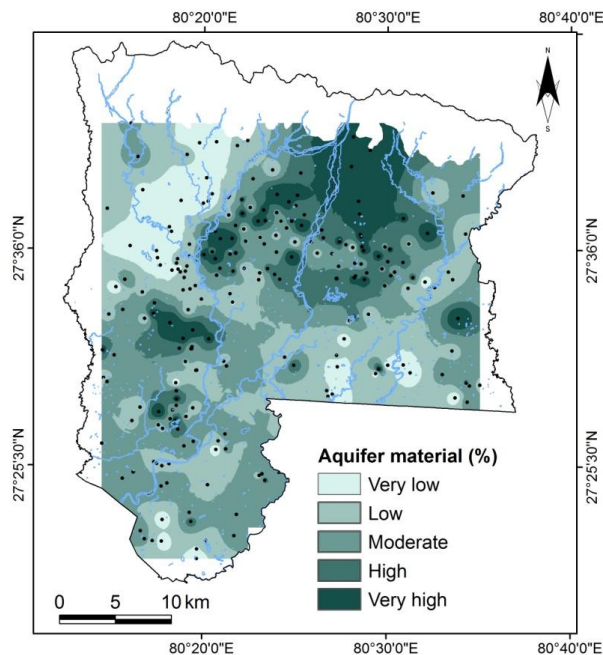 80°20'0"E 80°30'0"E 80°40'0"E
N
S
27°36'0"N 27°36'0"N
27°25'30"N 27°25'30"N
Aquifer material (%)
Very low
Low
Moderate
High
Very high
0 5 10 km
80°20'0"E 80°30'0"E 80°40'0"E